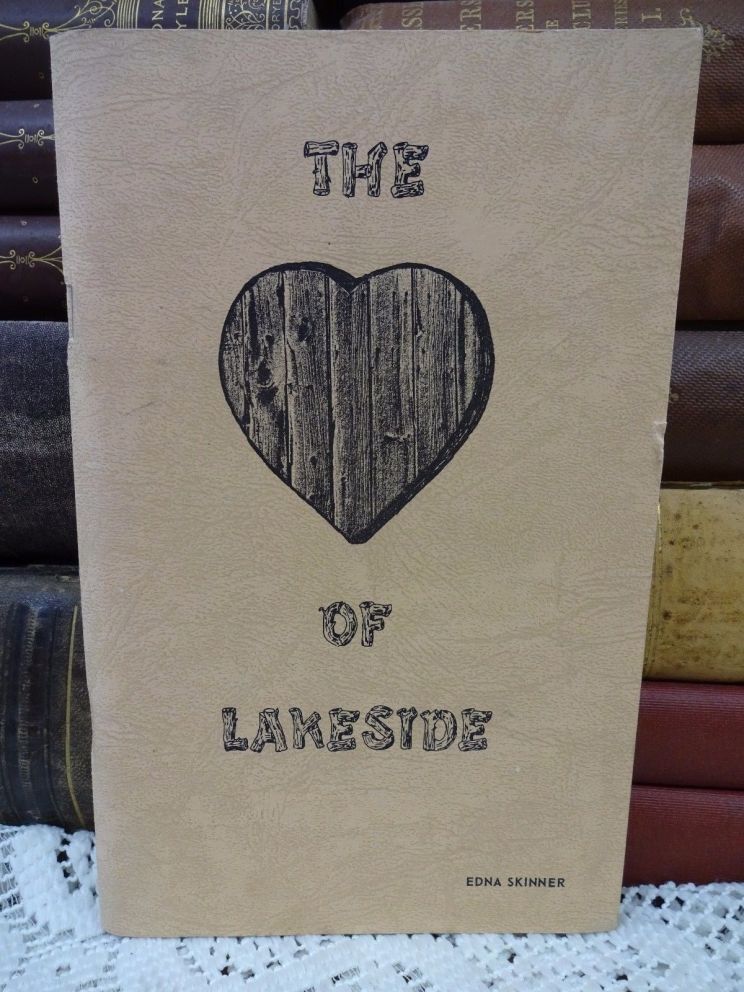 THE
OF
LAKESIDE
EDNA SKINNER